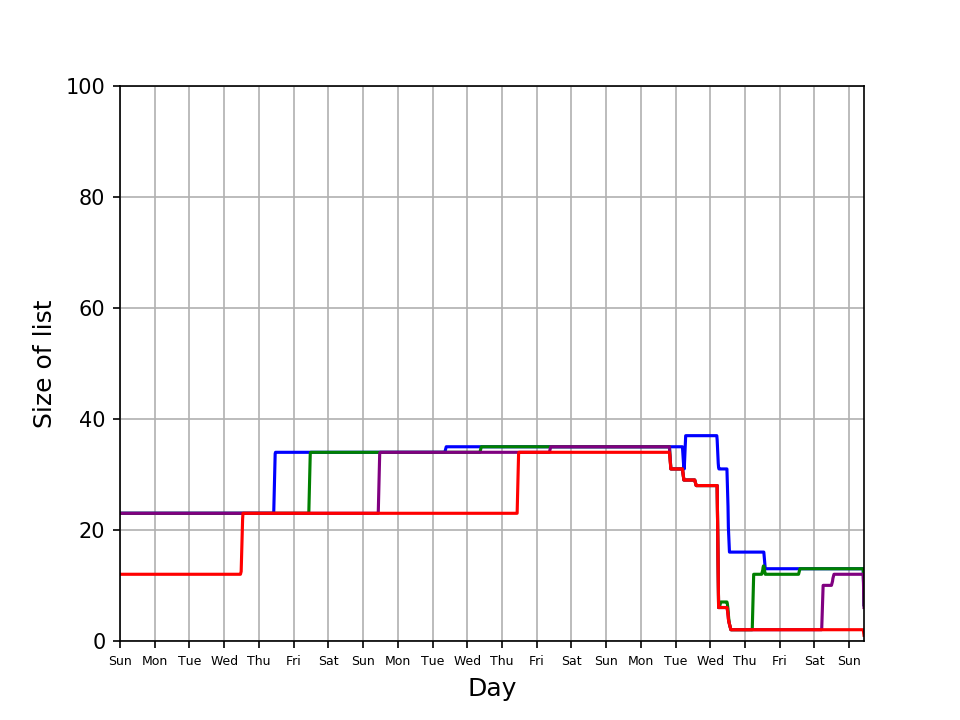 100
80
60
40
20
0
Size of list
Sun Mon Tue Wed Thu Fri Sat Sun Mon Tue Wed Thu Fri Sat Sun Mon Tue Wed Thu Fri Sat Sun
Day